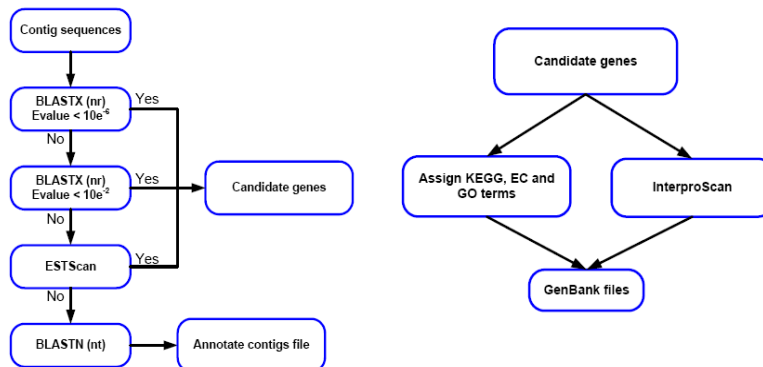 Contig sequences
BLASTX (nr)
Evalue < 10e-6
Yes
No
BLASTX (nr)
Evalue < 10e-2
Yes
Candidate genes
No
ESTScan
Yes
No
BLASTN (nt)
Annotate contigs file
Candidate genes
Assign KEGG, EC and
GO terms
InterproScan
GenBank files